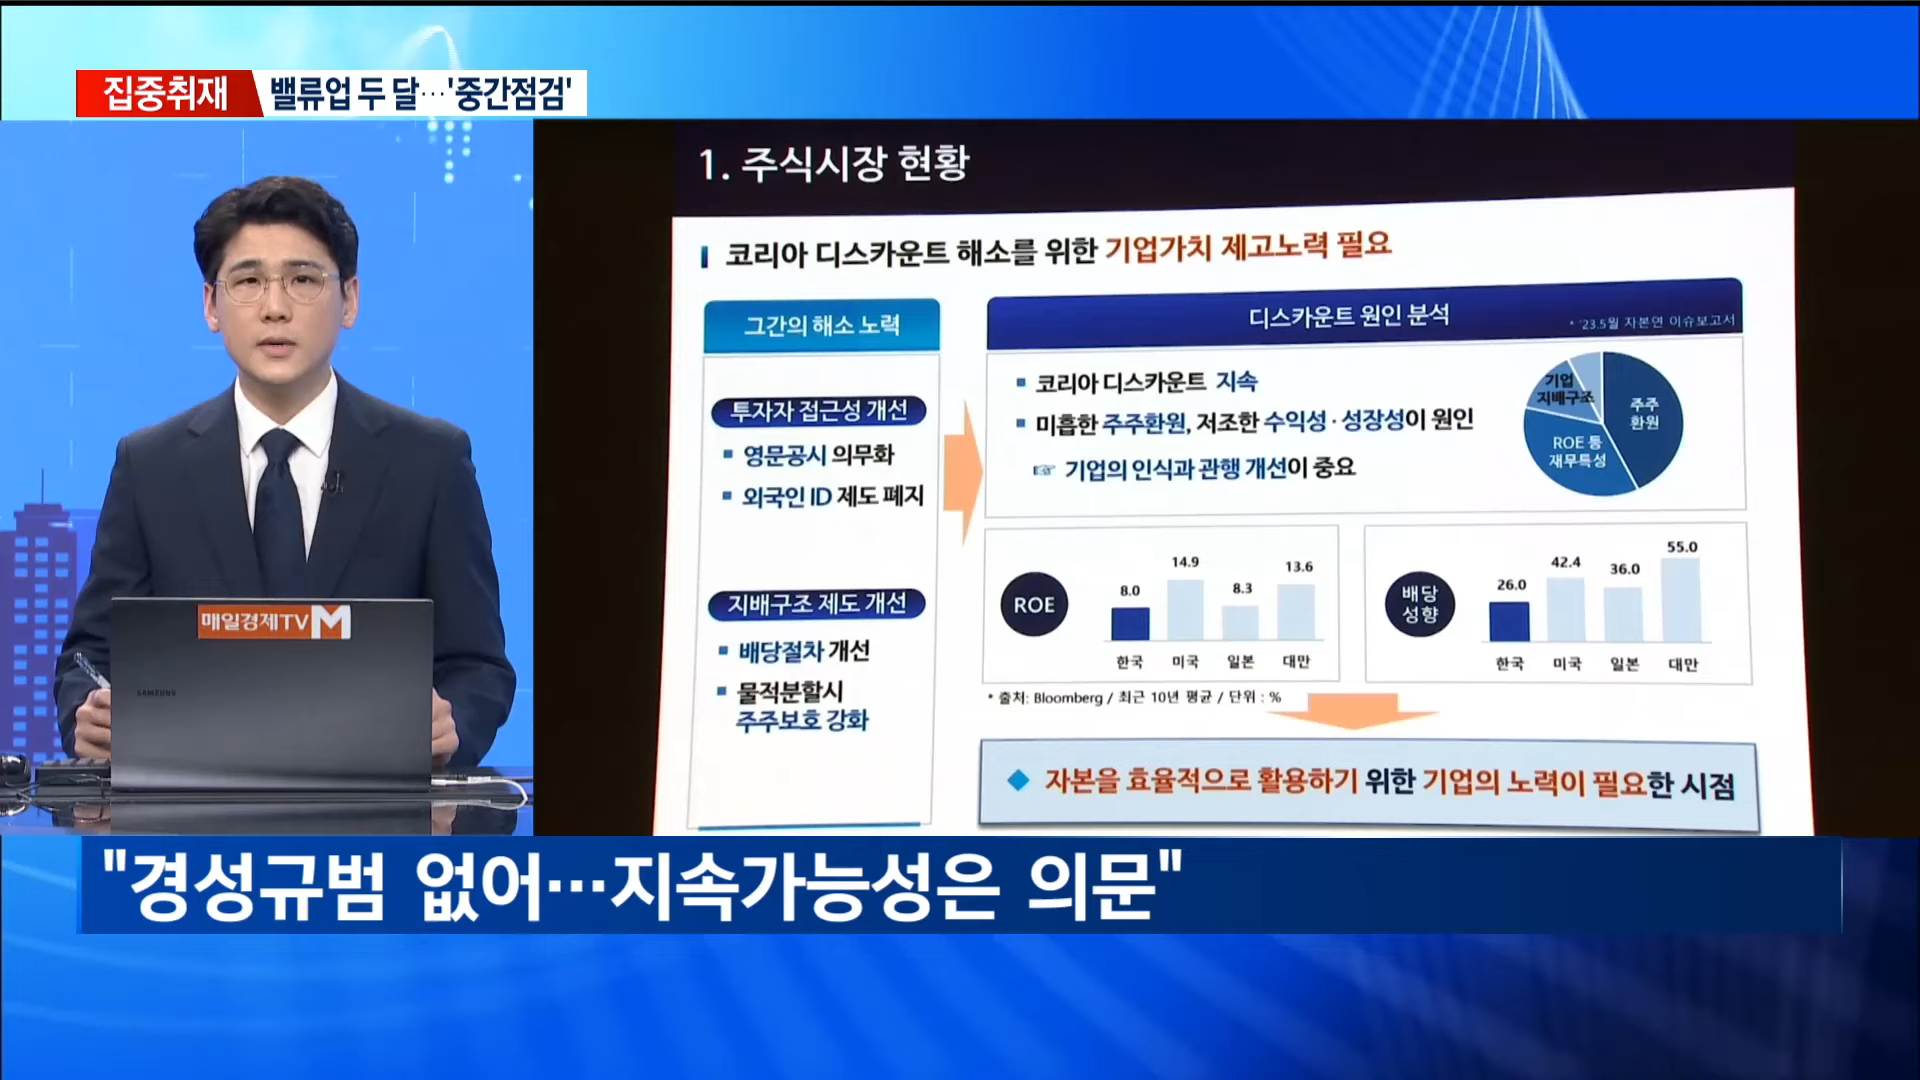 집중취재
밸류업 두 달…'중간점검'
1. 주식시장 현황
코리아 디스카운트 해소를 위한 기업가치 제고노력 필요
그간의 해소 노력
투자자 접근성 개선
영문공시 의무화
외국인 ID 제도 폐지
지배구조 제도 개선
배당절차 개선
물적분할시
주주보호 강화
디스카운트 원인 분석
* '23.5월 자본연 이슈보고서
코리아 디스카운트 지속
미흡한 주주환원, 저조한 수익성·성장성이 원인
☞ 기업의 인식과 관행 개선이 중요
기업
지배구조
주주
환원
ROE 등
재무특성
ROE
8.0
14.9
8.3
13.6
한국
미국
일본
대만
배당
성향
26.0
42.4
36.0
55.0
한국
미국
일본
대만
* 출처: Bloomberg / 최근 10년 평균 / 단위 : %
자본을 효율적으로 활용하기 위한 기업의 노력이 필요한 시점
매일경제TV M
SAMSUNG
"경성규범 없어…지속가능성은 의문"